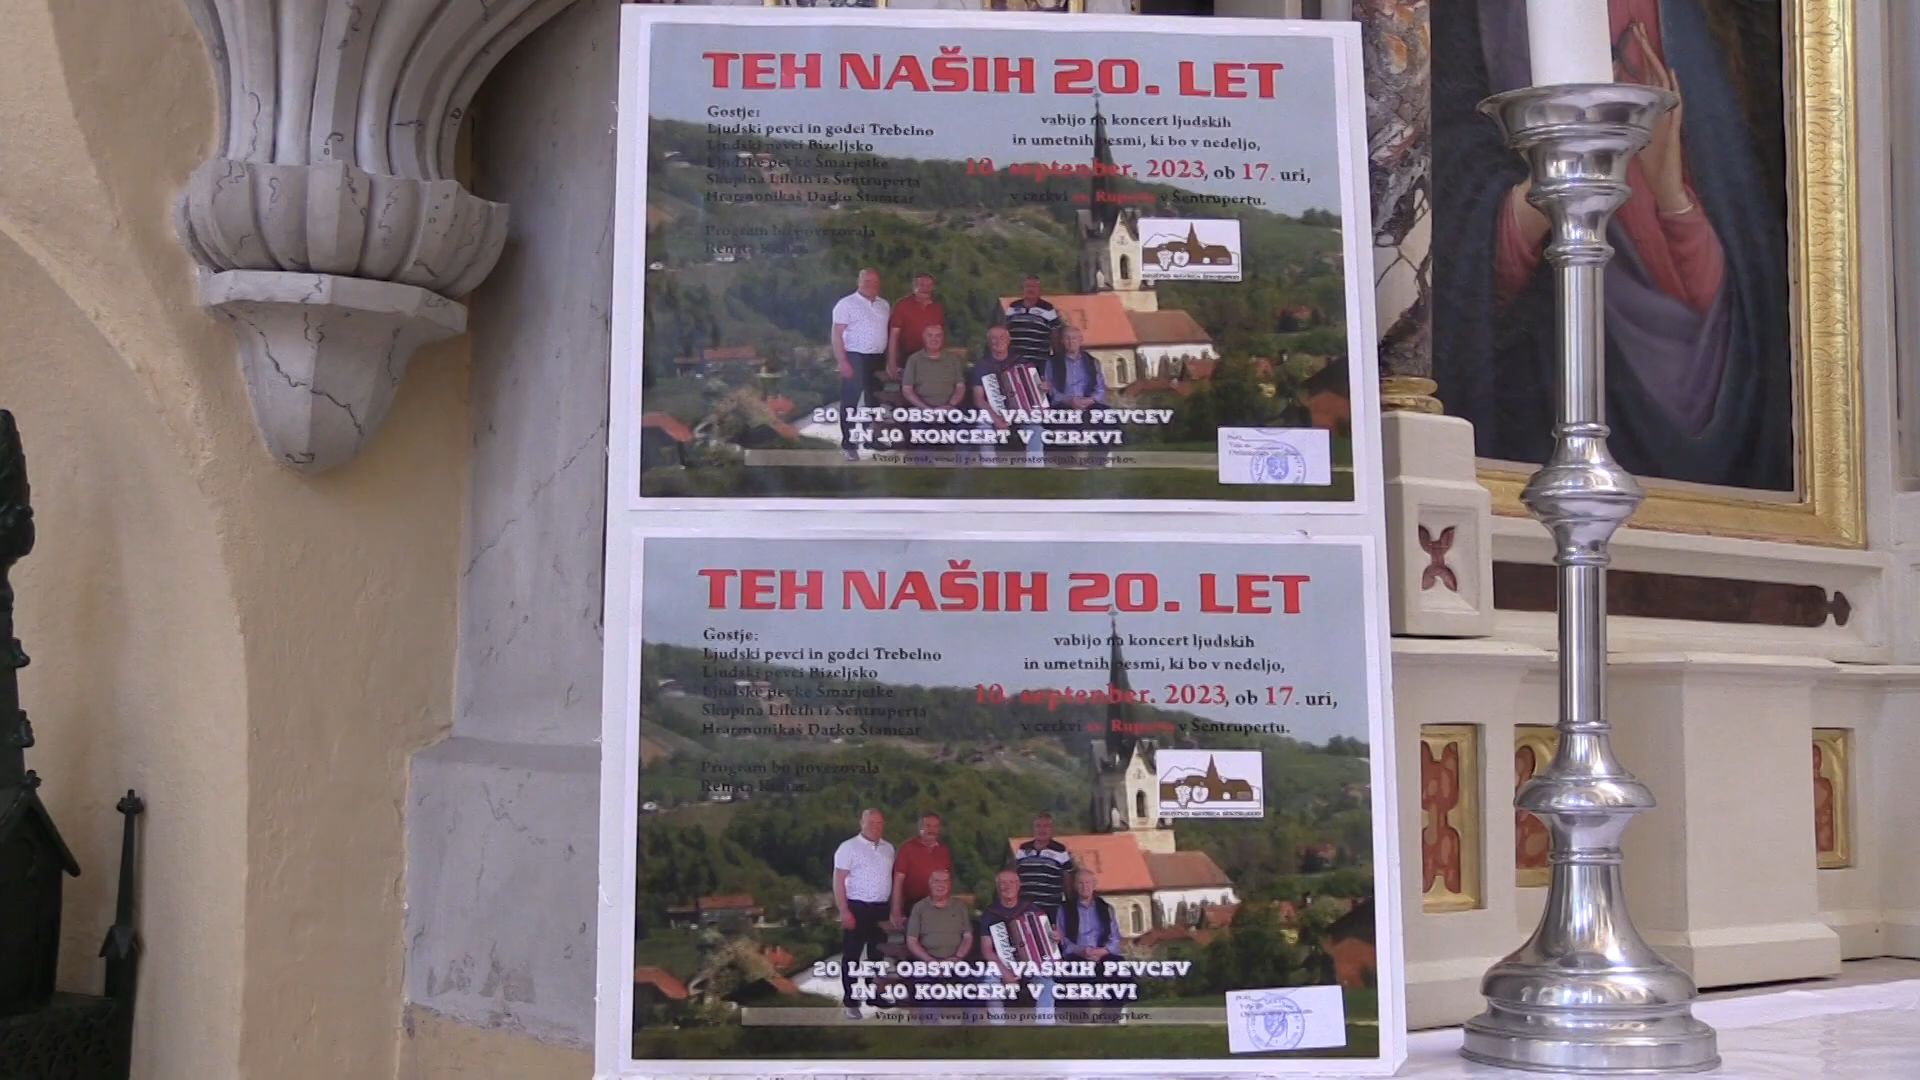 TEH NAŠIH 20. LET
Gostje:
Ljudski pevci in godci Trebelno
Ljudski pevci Bizeljsko
Ljudske pevke Šmarjetke
Skupina Lileth iz Šentruperta
Hrarmonikaš Darko Štamcar
Program bo povezovala
Renata
vabijo na koncert ljudskih
in umetnih pesmi, ki bo v nedeljo,
10. septenber. 2023, ob 17. uri,
v cerkvi sv. Ruperta v Šentrupertu.
20 LET OBSTOJA VAŠKIH PEVCEV
IN 10 KONCERT V CERKVI
Vstop prost, veseli pa bomo prostovoljnih prispevkov.
TEH NAŠIH 20. LET
Gostje:
Ljudski pevci in godci Trebelno
Ljudski pevci Bizeljsko
Ljudske pevke Šmarjetke
Skupina Lileth iz Šentruperta
Hrarmonikaš Darko Štamcar
Program bo povezovala
Renata
vabijo na koncert ljudskih
in umetnih pesmi, ki bo v nedeljo,
10. septenber. 2023, ob 17. uri,
v cerkvi sv. Ruperta v Šentrupertu.
20 LET OBSTOJA VAŠKIH PEVCEV
IN 10 KONCERT V CERKVI
Vstop prost, veseli pa bomo prostovoljnih prispevkov.